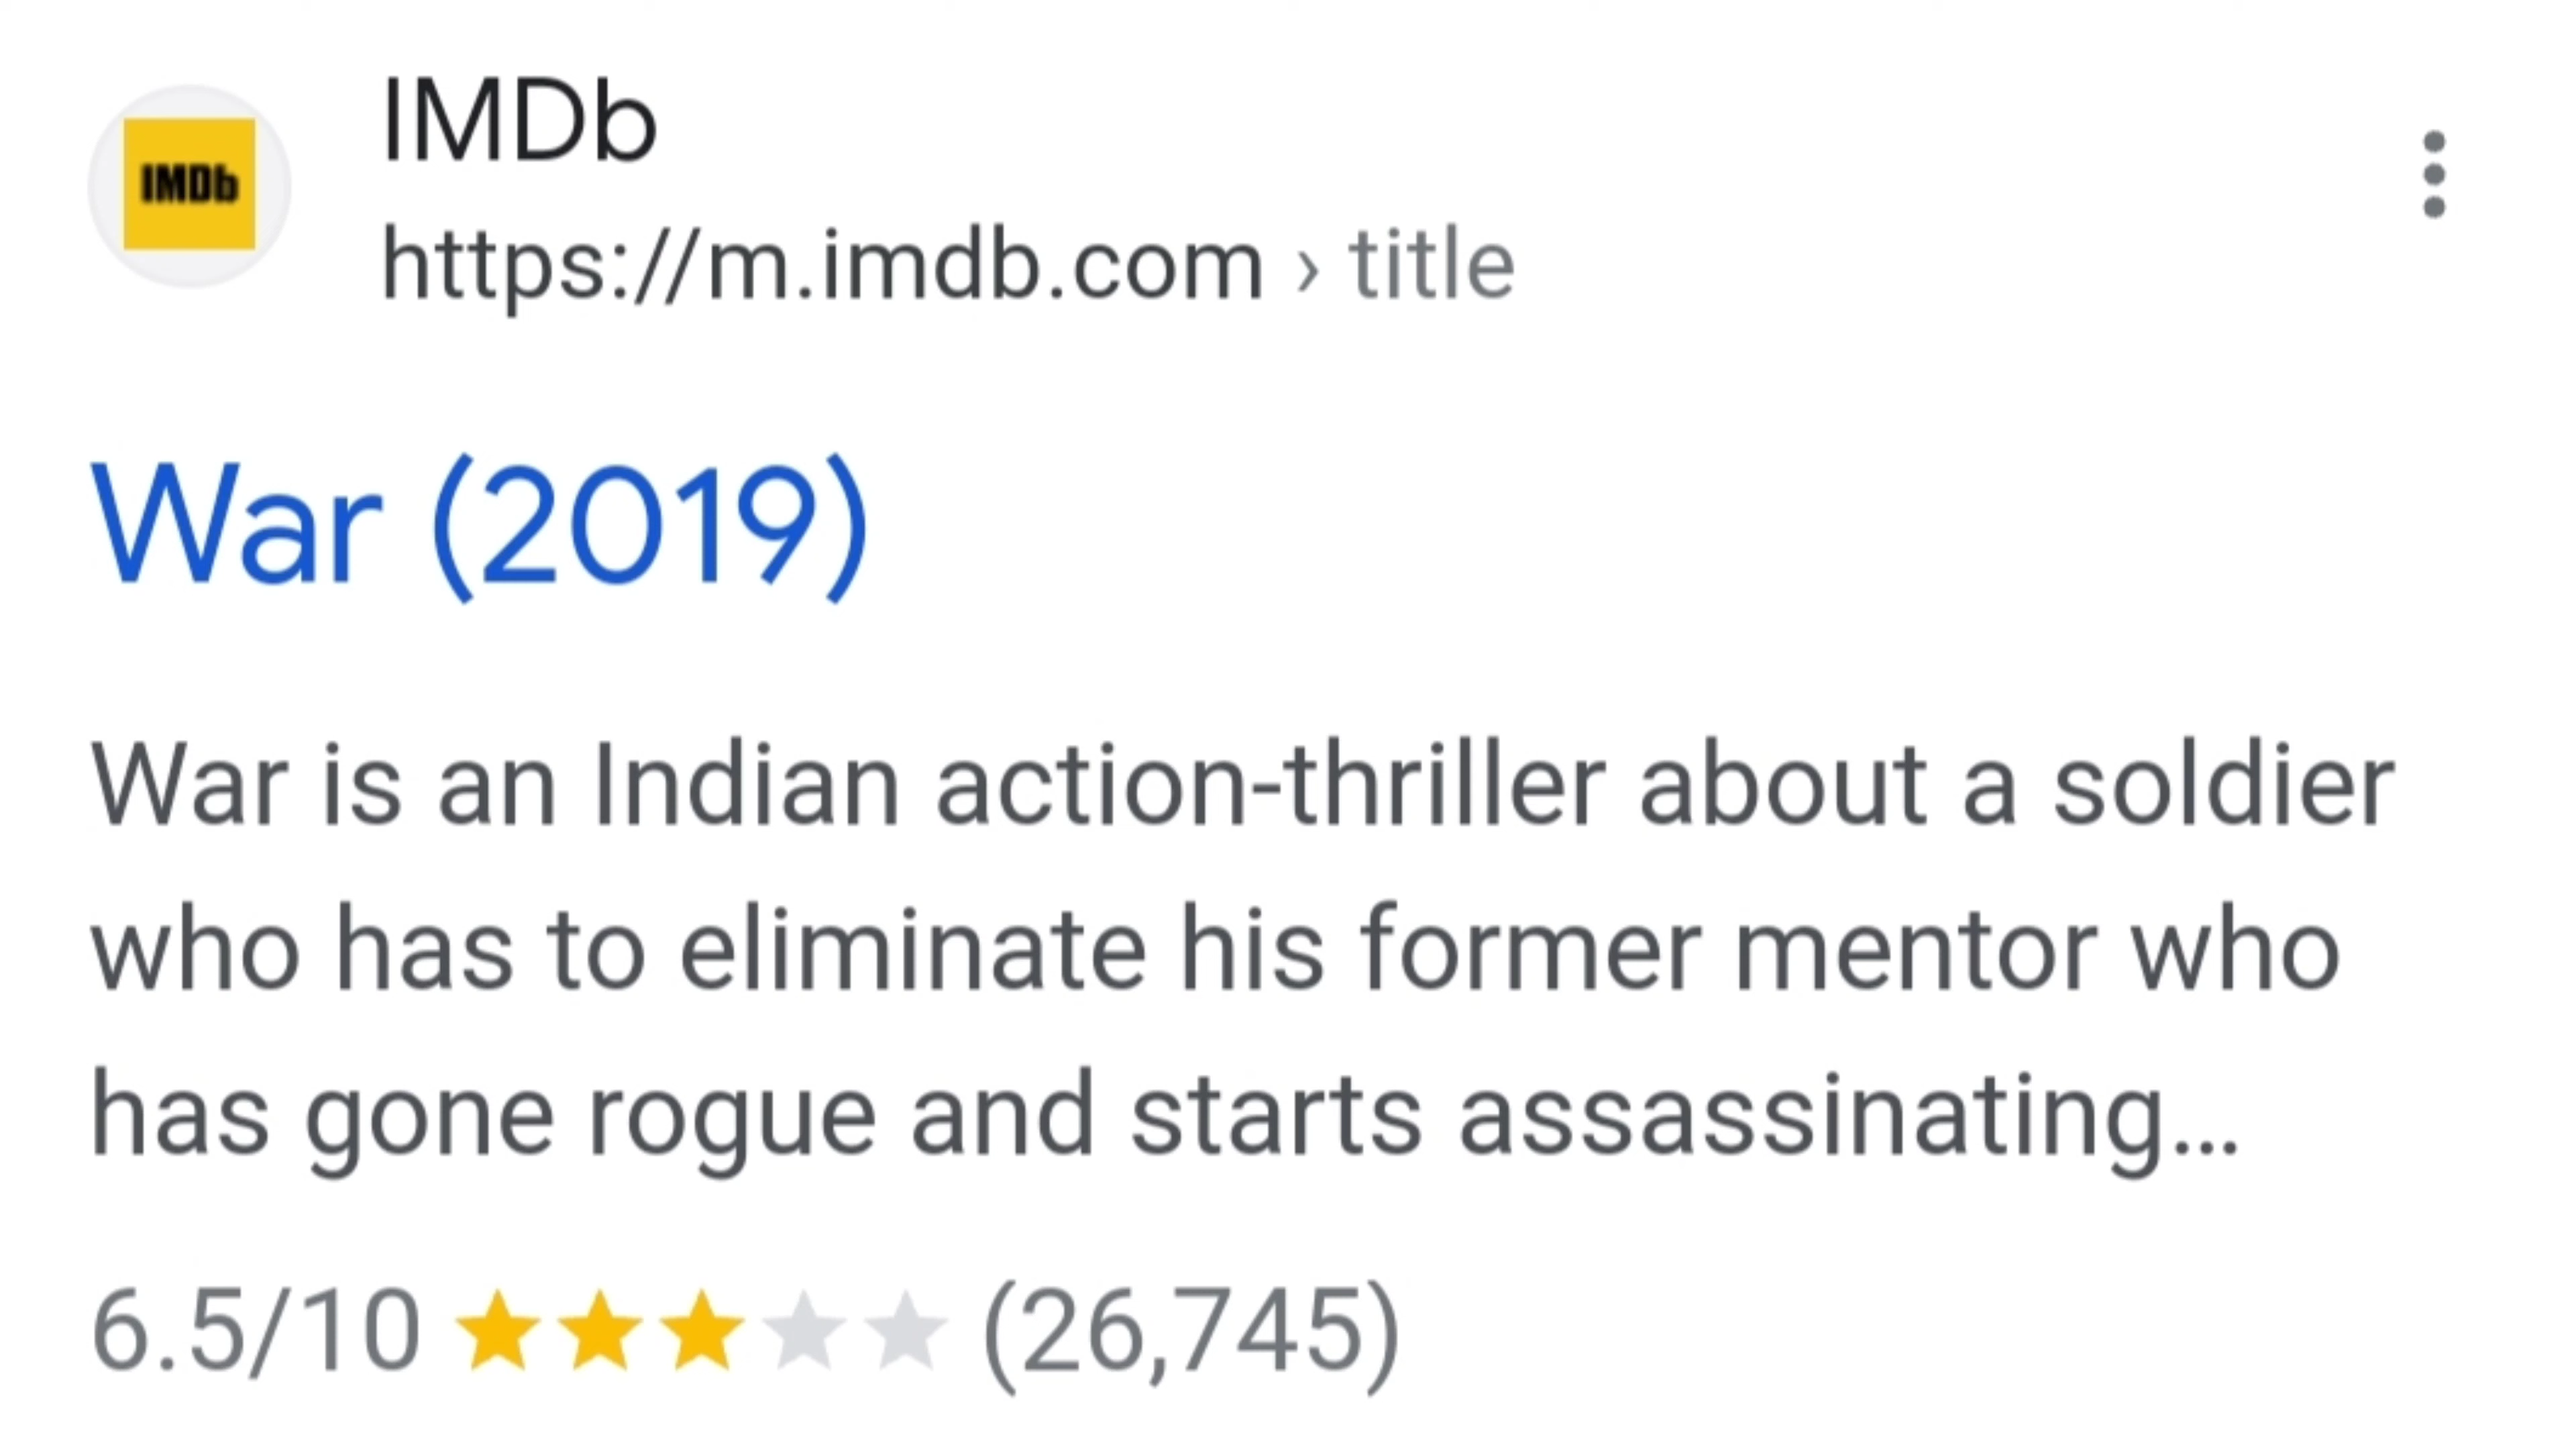 IMDb
IMDb
https://m.imdb.com › title
War (2019)
War is an Indian action-thriller about a soldier
who has to eliminate his former mentor who
has gone rogue and starts assassinating...
6.5/10 (26,745)